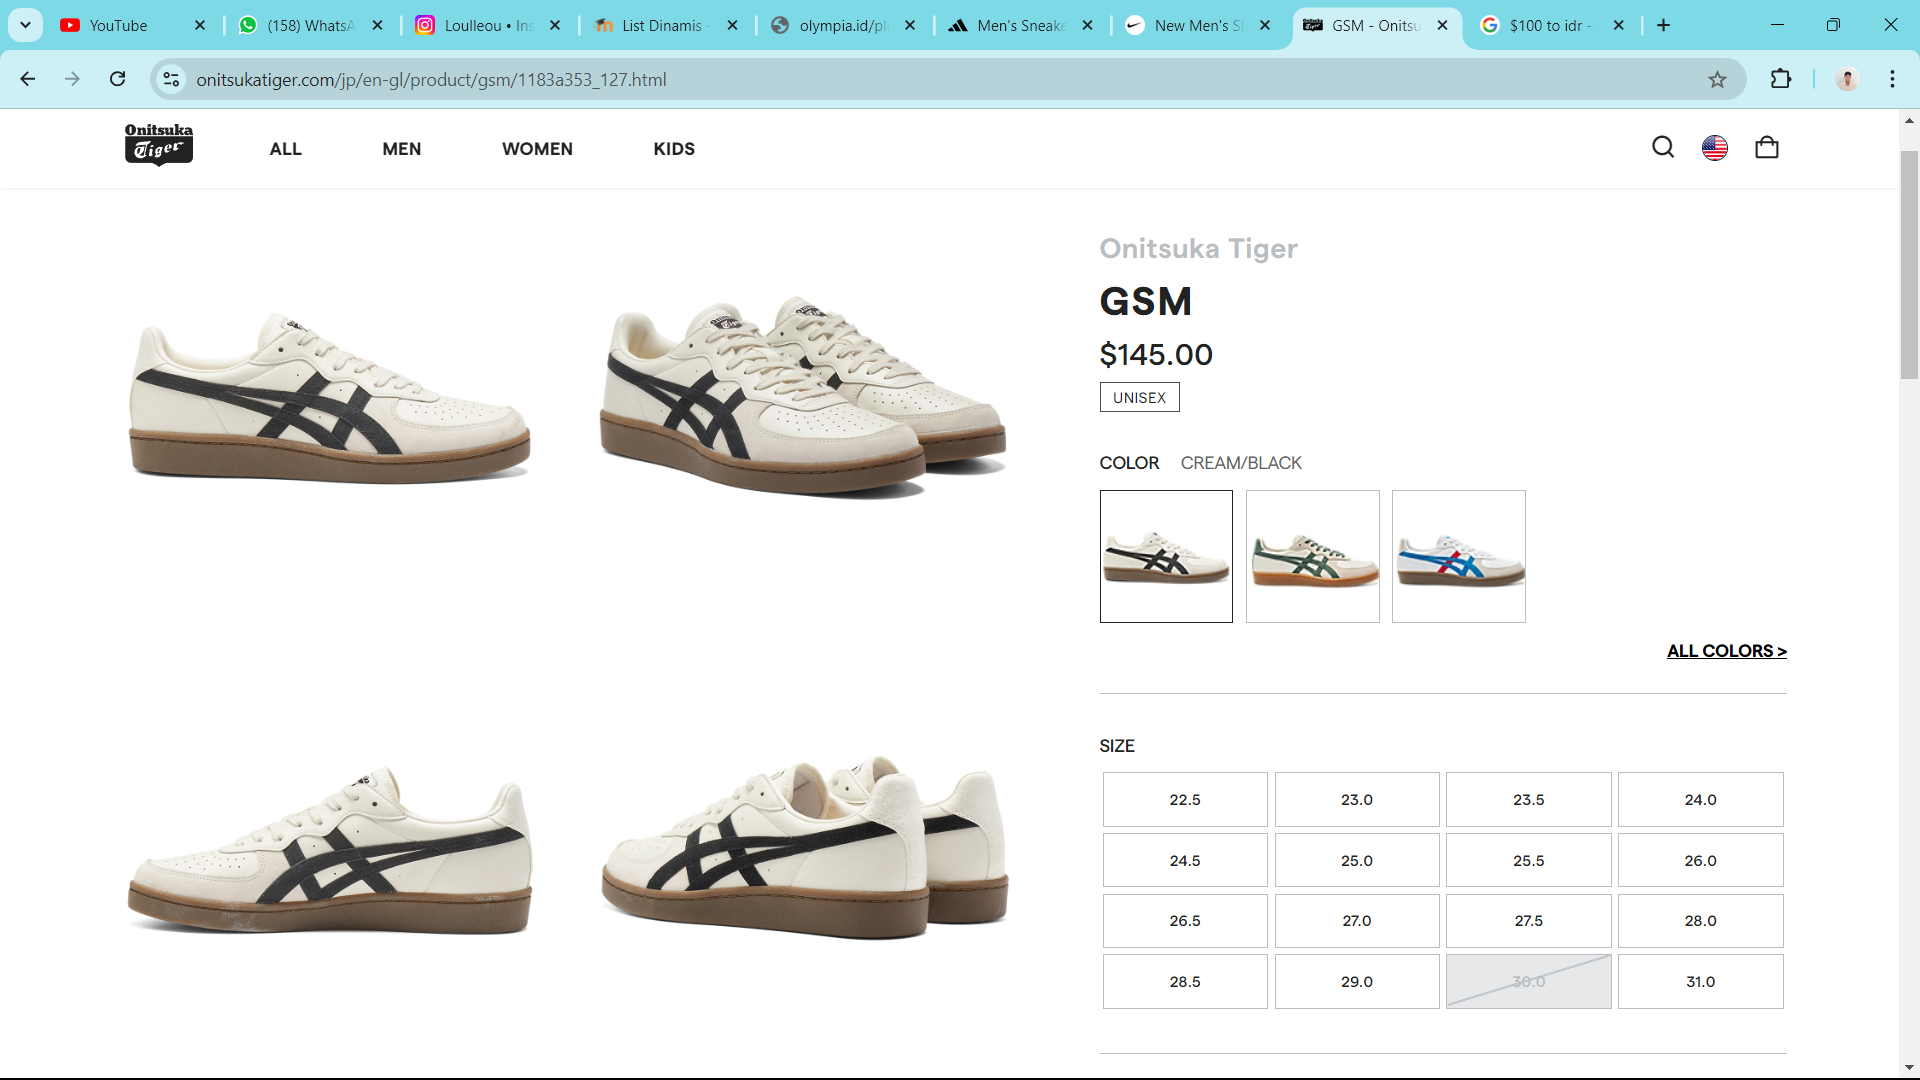 YouTube
(158) WhatsA
Loulleou • Ins
List Dinamis -
olympia.id/pl
Men's Sneake
New Men's S
GSM - Onitsu
$100 to idr -
onitsukatiger.com/jp/en-gl/product/gsm/1183a353_127.html
Onitsuka
Tiger
ALL
MEN
WOMEN
KIDS
Onitsuka Tiger
GSM
$145.00
UNISEX
COLOR CREAM/BLACK
ALL COLORS >
SIZE
22.5 23.0 23.5 24.0
24.5 25.0 25.5 26.0
26.5 27.0 27.5 28.0
28.5 29.0 30.0 31.0